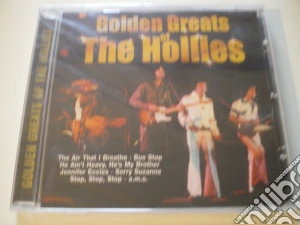 Golden Greats
of
The Hollies
GOLDEN GREATS OF THE HOLLIES
The Air That I Breathe - Bus Stop
He Ain't Heavy, He's My Brother
Jennifer Eccles - Sorry Suzanne
Stop, Stop, Stop - a.m.o.